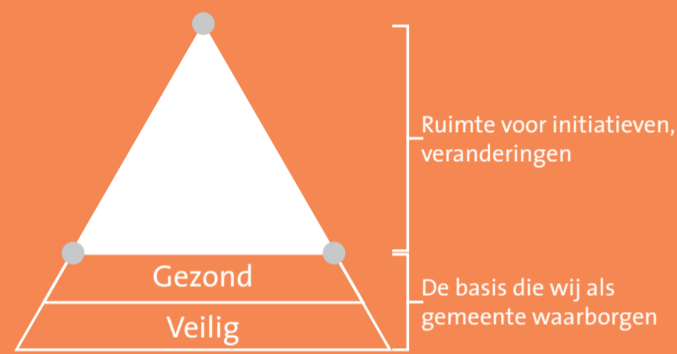 Ruimte voor initiatieven,
veranderingen
Gezond
Veilig
De basis die wij als
gemeente waarborgen